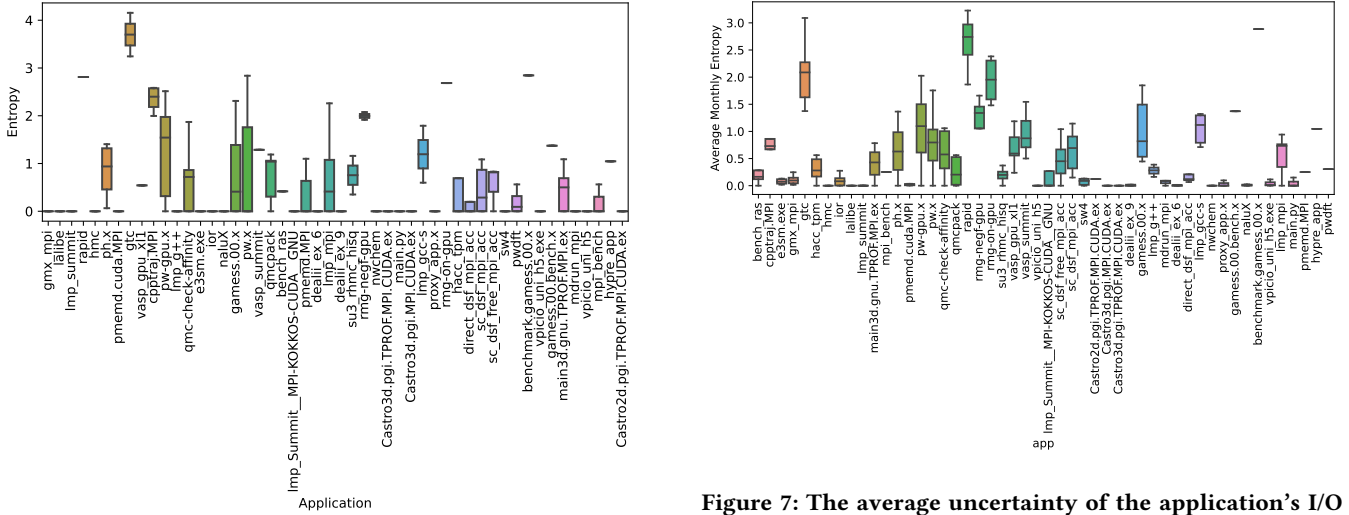 4
3
2
1
0
Entropy
gmx_mpi
lalibe
lmp_summit
rapid
hmc
ph.x
pmemd.cuda.MPI
gtc
vasp_gpu_xl1
cpptraj.MPI
pw-gpu.x
lmp_g++
qmc-check-affinity
e3sm.exe
ior
nalux
gamess.00.x
pw.x
vasp_summit
qmcpack
bench_ras
lmp_Summit__MPI-KOKKOS-CUDA__GNU
pmemd.MPI
dealii_ex_6
lmp_mpi
dealii_ex_9
su3_rhmc_hisq
rmg-negf-gpu
nwchem
Castro3d.pgi.TPROF.MPI.CUDA.ex
main.py
Castro3d.pgi.MPI.CUDA.ex
lmp_gcc-s
proxy_app.x
rmg-on-gpu
hacc_tpm
direct_dsf_mpi_acc
sc_dsf_mpi_acc
sc_dsf_free_mpi_acc
sw4
pwdft
benchmark.gamess.00.x
vpicio_uni_h5.exe
gamess.00.bench.x
main3d.gnu.TPROF.MPI.ex
mdrun_mpi
vpicio_uni_h5
mpi_bench
hypre_app
Castro2d.pgi.TPROF.MPI.CUDA.ex
Application
3.0
2.5
2.0
1.5
1.0
0.5
0.0
Average Monthly Entropy
bench_ras
cpptraj.MPI
e3sm.exe
gmx_mpi
gtc
hacc_tpm
hmc
ior
lalibe
lmp_summit
main3d.gnu.TPROF.MPI.ex
mpi_bench
ph.x
pmemd.cuda.MPI
pw-gpu.x
pw.x
qmc-check-affinity
qmcpack
rapid
rmg-negf-gpu
rmg-on-gpu
su3_rhmc_hisq
vasp_gpu_xl1
vasp_summit
vpicio_uni_h5
lmp_Summit__MPI-KOKKOS-CUDA__GNU
sc_dsf_free_mpi_acc
sc_dsf_mpi_acc
sw4
Castro2d.pgi.TPROF.MPI.CUDA.ex
Castro3d.pgi.MPI.CUDA.ex
Castro3d.pgi.TPROF.MPI.CUDA.ex
dealii_ex_9
gamess.00.x
lmp_g++
mdrun_mpi
dealii_ex_6
direct_dsf_mpi_acc
lmp_gcc-s
nwchem
proxy_app.x
gamess.00.bench.x
nalux
benchmark.gamess.00.x
vpicio_uni_h5.exe
lmp_mpi
main.py
pmemd.MPI
hypre_app
pwdft
app
Figure 7: The average uncertainty of the application's I/O